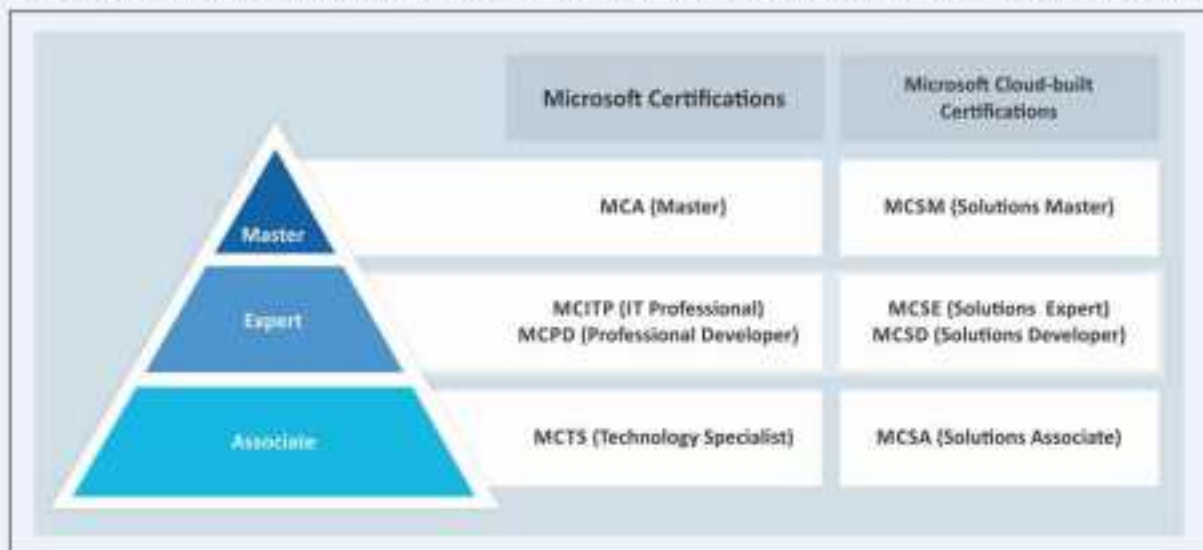 Microsoft Certifications
Microsoft Cloud-built
Certifications
Master
MCA (Master)
MCSM (Solutions Master)
Expert
MCITP (IT Professional)
MCPD (Professional Developer)
MCSE (Solutions Expert)
MCSD (Solutions Developer)
Associate
MCTS (Technology Specialist)
MCSA (Solutions Associate)